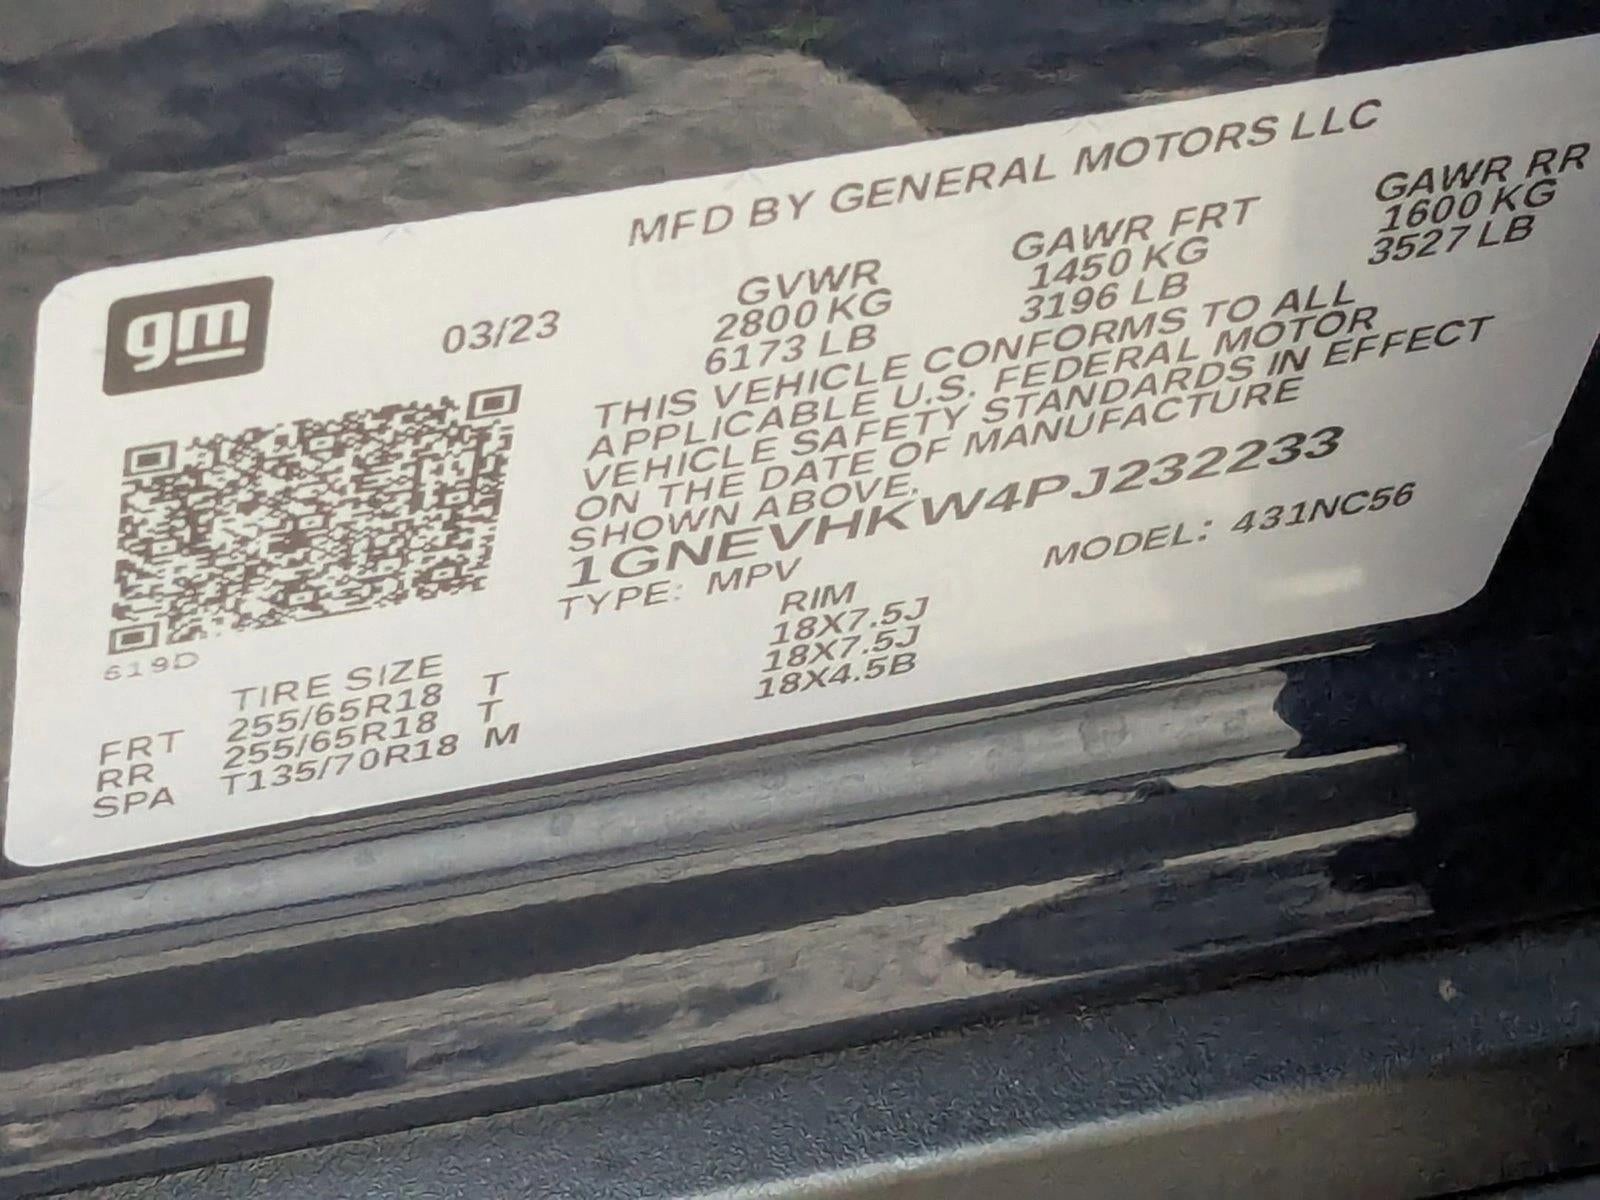 gm
MFD BY GENERAL MOTORS LLC
03/23
GVWR GAWR FRT GAWR RR
2800 KG 1450 KG 1600 KG
6173 LB 3196 LB 3527 LB
THIS VEHICLE CONFORMS TO ALL
APPLICABLE U.S. FEDERAL MOTOR
VEHICLE SAFETY STANDARDS IN EFFECT
ON THE DATE OF MANUFACTURE
SHOWN ABOVE.
1GNEVHKW4PJ232233
TYPE: MPV MODEL: 431NC56
619D
TIRE SIZE RIM
FRT 255/65R18 T 18X7.5J
RR 255/65R18 T 18X7.5J
SPA T135/70R18 M 18X4.5B